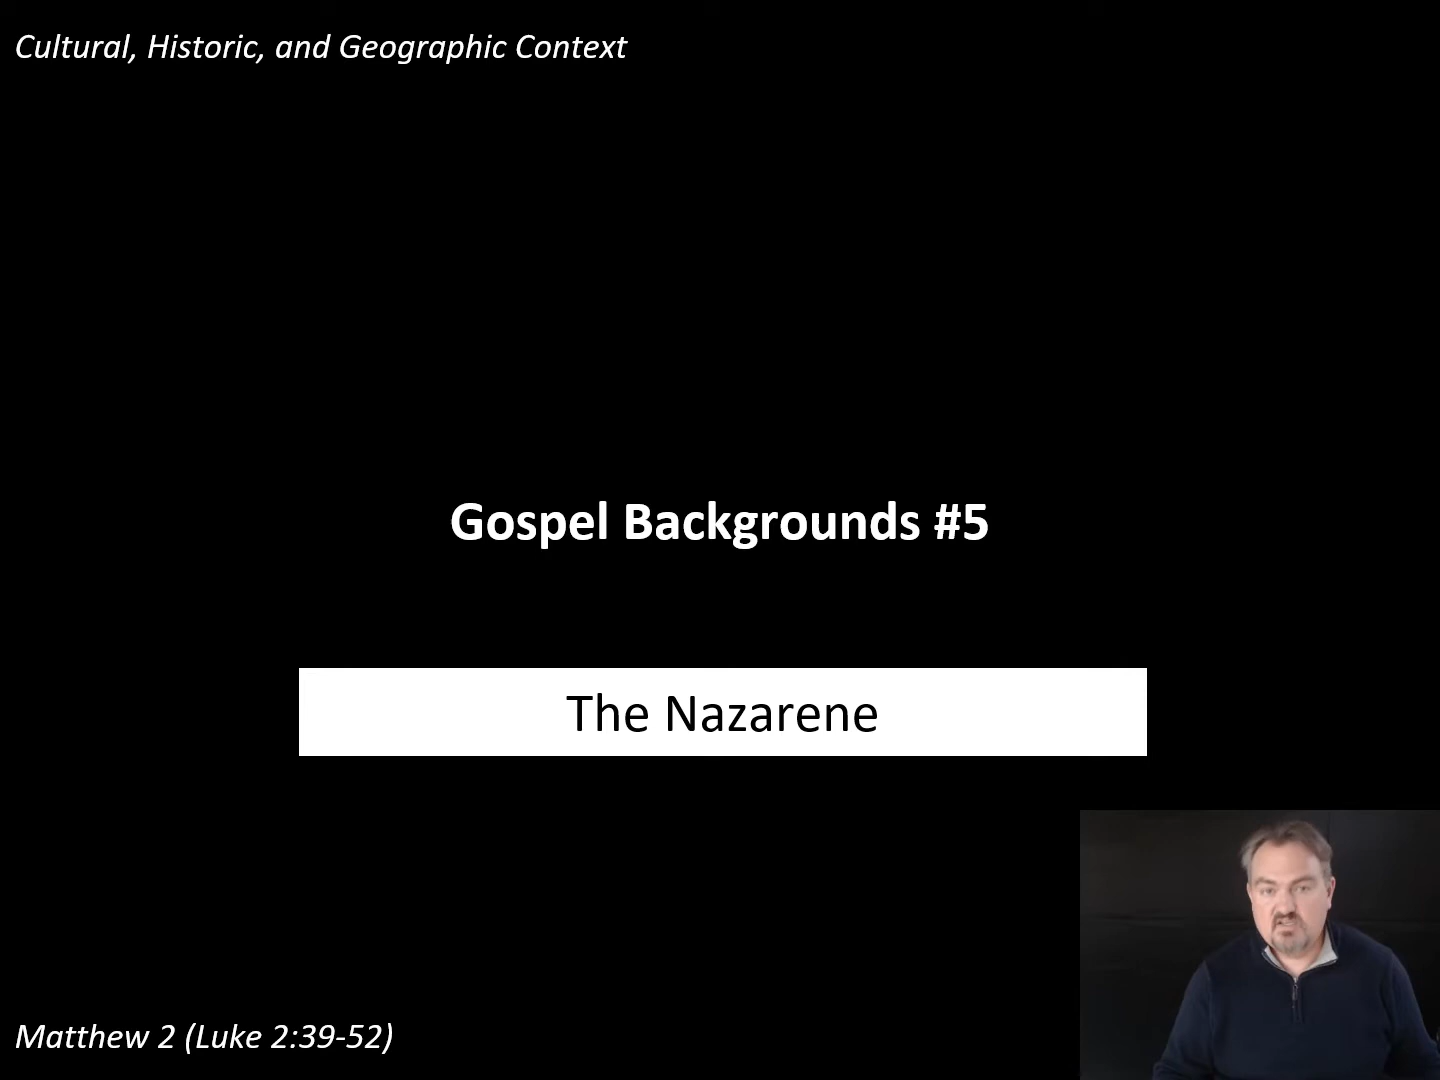 Cultural, Historic, and Geographic Context
Gospel Backgrounds #5
The Nazarene
Matthew 2 (Luke 2:39-52)